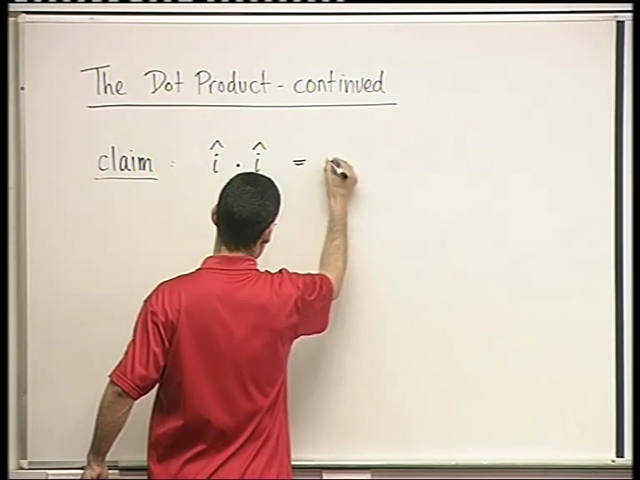 The Dot Product - continued
claim : î · î =